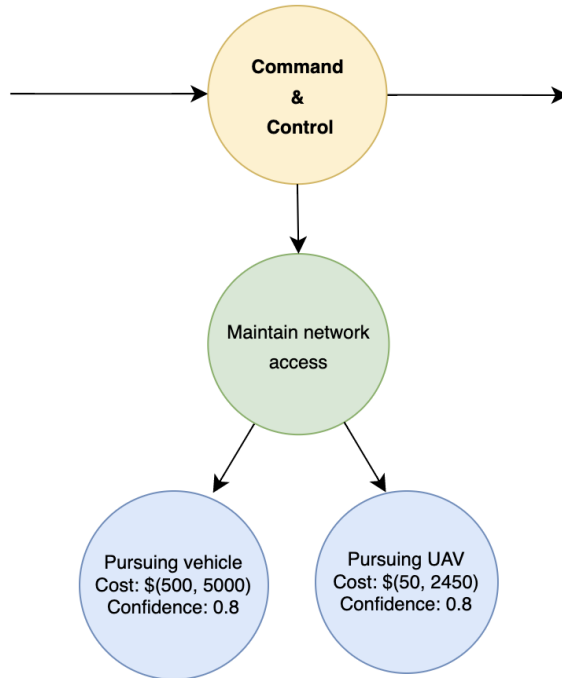 Command
&
Control
Maintain network
access
Pursuing vehicle
Cost: $(500, 5000)
Confidence: 0.8
Pursuing UAV
Cost: $(50, 2450)
Confidence: 0.8